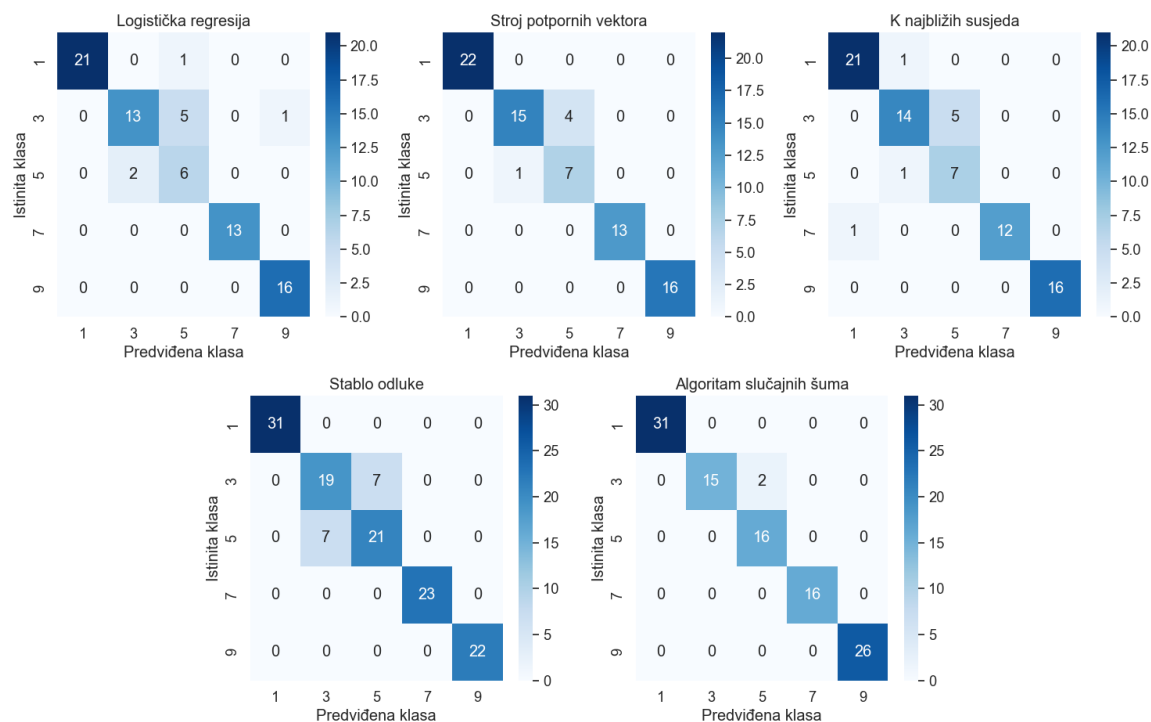 Logistička regresija
21 0 1 0 0
0 13 5 0 1
0 2 6 0 0
0 0 0 13 0
0 0 0 0 16
1 3 5 7 9
Predviđena klasa
1
3
5
7
9
Istinita klasa
20.0
17.5
15.0
12.5
10.0
7.5
5.0
2.5
0.0
Stroj potpornih vektora
22 0 0 0 0
0 15 4 0 0
0 1 7 0 0
0 0 0 13 0
0 0 0 0 16
1 3 5 7 9
Predviđena klasa
1
3
5
7
9
Istinita klasa
20.0
17.5
15.0
12.5
10.0
7.5
5.0
2.5
0.0
K najbližih susjeda
21 1 0 0 0
0 14 5 0 0
0 1 7 0 0
1 0 0 12 0
0 0 0 0 16
1 3 5 7 9
Predviđena klasa
1
3
5
7
9
Istinita klasa
20.0
17.5
15.0
12.5
10.0
7.5
5.0
2.5
0.0
Stablo odluke
31 0 0 0 0
0 19 7 0 0
0 7 21 0 0
0 0 0 23 0
0 0 0 0 22
1 3 5 7 9
Predviđena klasa
1
3
5
7
9
Istinita klasa
30
25
20
15
10
5
0
Algoritam slučajnih šuma
31 0 0 0 0
0 15 2 0 0
0 0 16 0 0
0 0 0 16 0
0 0 0 0 26
1 3 5 7 9
Predviđena klasa
1
3
5
7
9
Istinita klasa
30
25
20
15
10
5
0